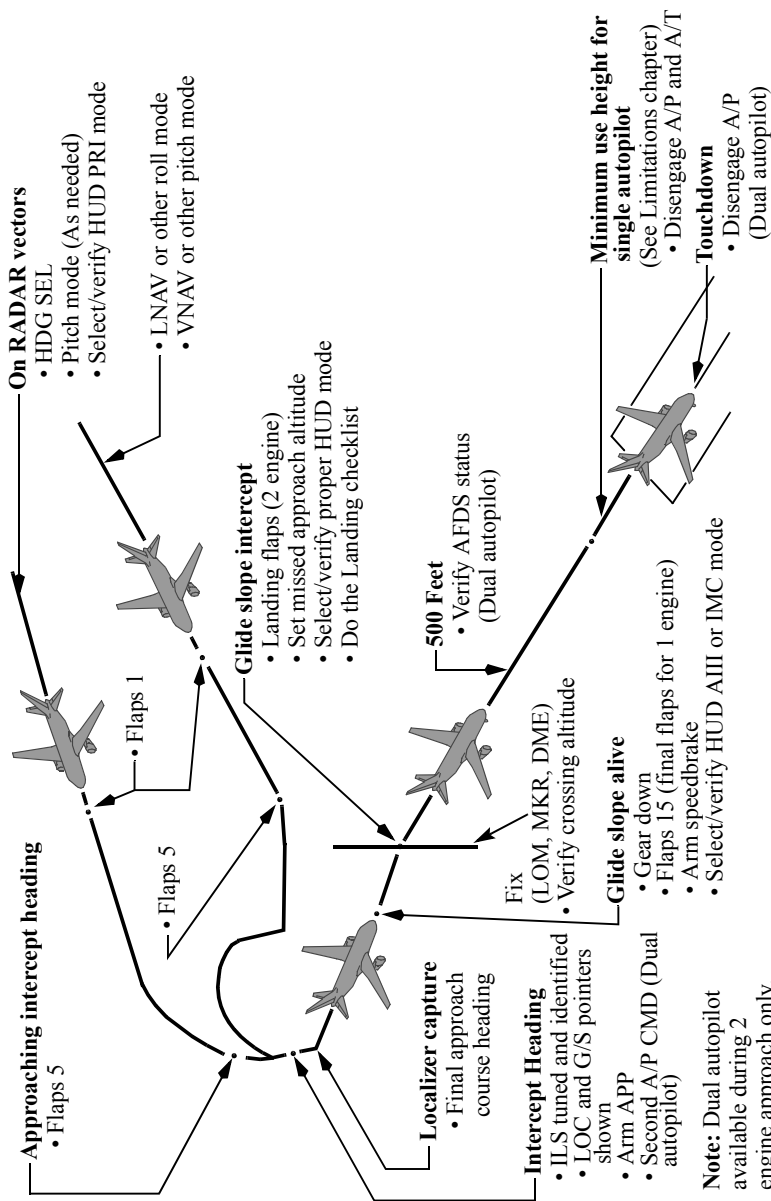 On RADAR vectors
• HDG SEL
• Pitch mode (As needed)
• Select/verify HUD PRI mode
• LNAV or other roll mode
• VNAV or other pitch mode
• Flaps 1
Approaching intercept heading
• Flaps 5
• Flaps 5
Glide slope intercept
• Landing flaps (2 engine)
• Set missed approach altitude
• Select/verify proper HUD mode
• Do the Landing checklist
Localizer capture
• Final approach
course heading
Intercept Heading
• ILS tuned and identified
• LOC and G/S pointers
shown
• Arm APP
• Second A/P CMD (Dual
autopilot)
Note: Dual autopilot
available during 2
engine approach only
Fix
(LOM, MKR, DME)
• Verify crossing altitude
Glide slope alive
• Gear down
• Flaps 15 (final flaps for 1 engine)
• Arm speedbrake
• Select/verify HUD AIII or IMC mode
500 Feet
• Verify AFDS status
(Dual autopilot)
Minimum use height for
single autopilot
(See Limitations chapter)
• Disengage A/P and A/T
Touchdown
• Disengage A/P
(Dual autopilot)